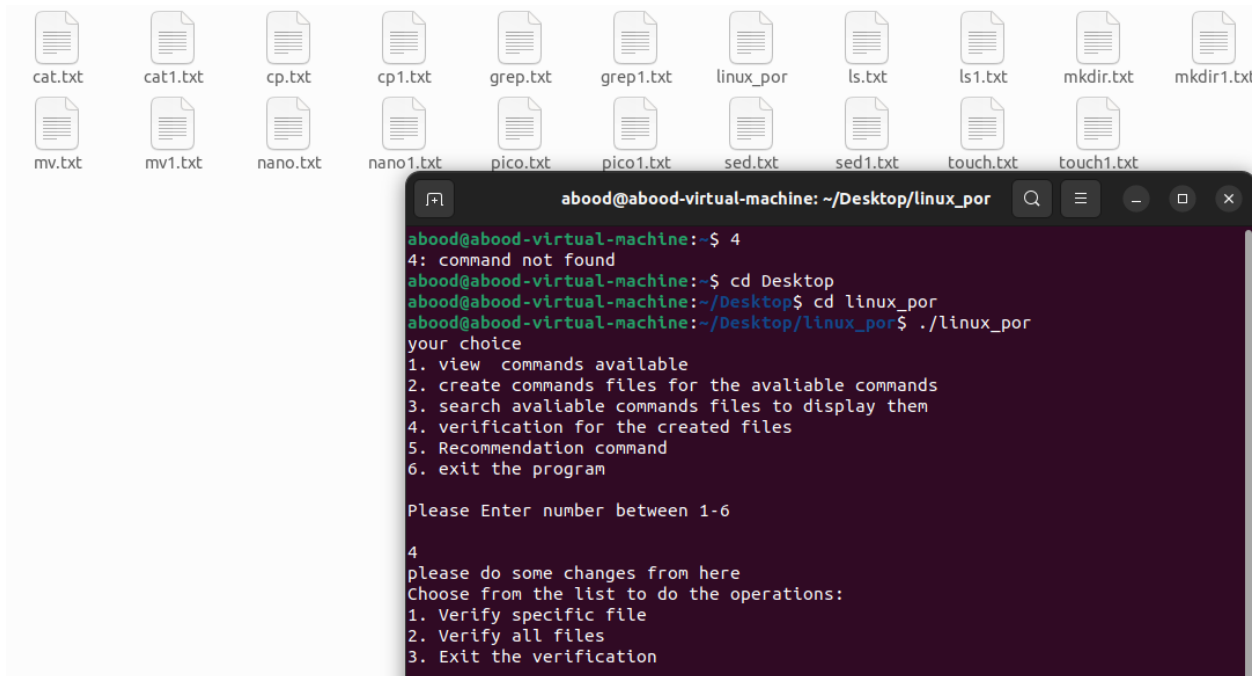 cat.txt cat1.txt cp.txt cp1.txt grep.txt grep1.txt linux_por ls.txt ls1.txt mkdir.txt mkdir1.txt
mv.txt mv1.txt nano.txt nano1.txt pico.txt pico1.txt sed.txt sed1.txt touch.txt touch1.txt
abood@abood-virtual-machine: ~/Desktop/linux_por
abood@abood-virtual-machine:~$ 4
4: command not found
abood@abood-virtual-machine:~$ cd Desktop
abood@abood-virtual-machine:~/Desktop$ cd linux_por
abood@abood-virtual-machine:~/Desktop/linux_por$ ./linux_por
your choice
1. view  commands available
2. create commands files for the avaliable commands
3. search avaliable commands files to display them
4. verification for the created files
5. Recommendation command
6. exit the program
Please Enter number between 1-6
4
please do some changes from here
Choose from the list to do the operations:
1. Verify specific file
2. Verify all files
3. Exit the verification